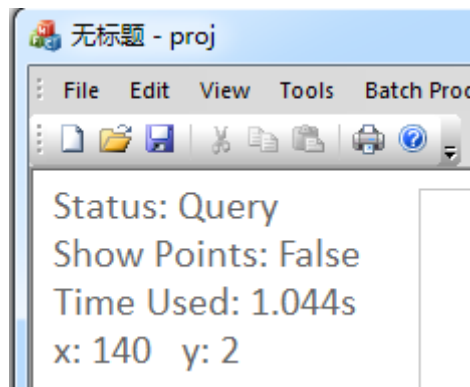 无标题 - proj
File Edit View Tools Batch
Status: Query
Show Points: False
Time Used: 1.044s
x: 140 y: 2